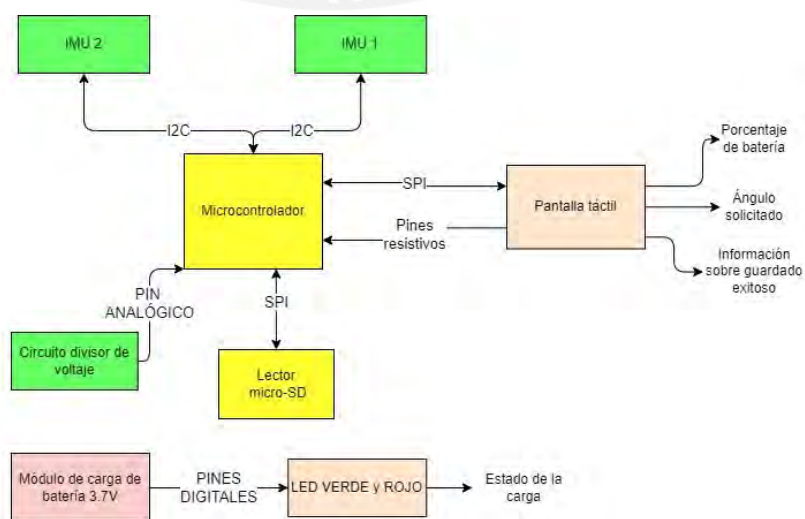 IMU 2
IMU 1
I2C
I2C
Microcontrolador
SPI
Pines
resistivos
Pantalla táctil
Porcentaje
de batería
Ángulo
solicitado
Información
sobre guardado
exitoso
PIN
ANALÓGICO
SPI
Circuito divisor de
voltaje
Lector
micro-SD
Módulo de carga de
batería 3.7V
PINES
DIGITALES
LED VERDE y ROJO
Estado de la
carga